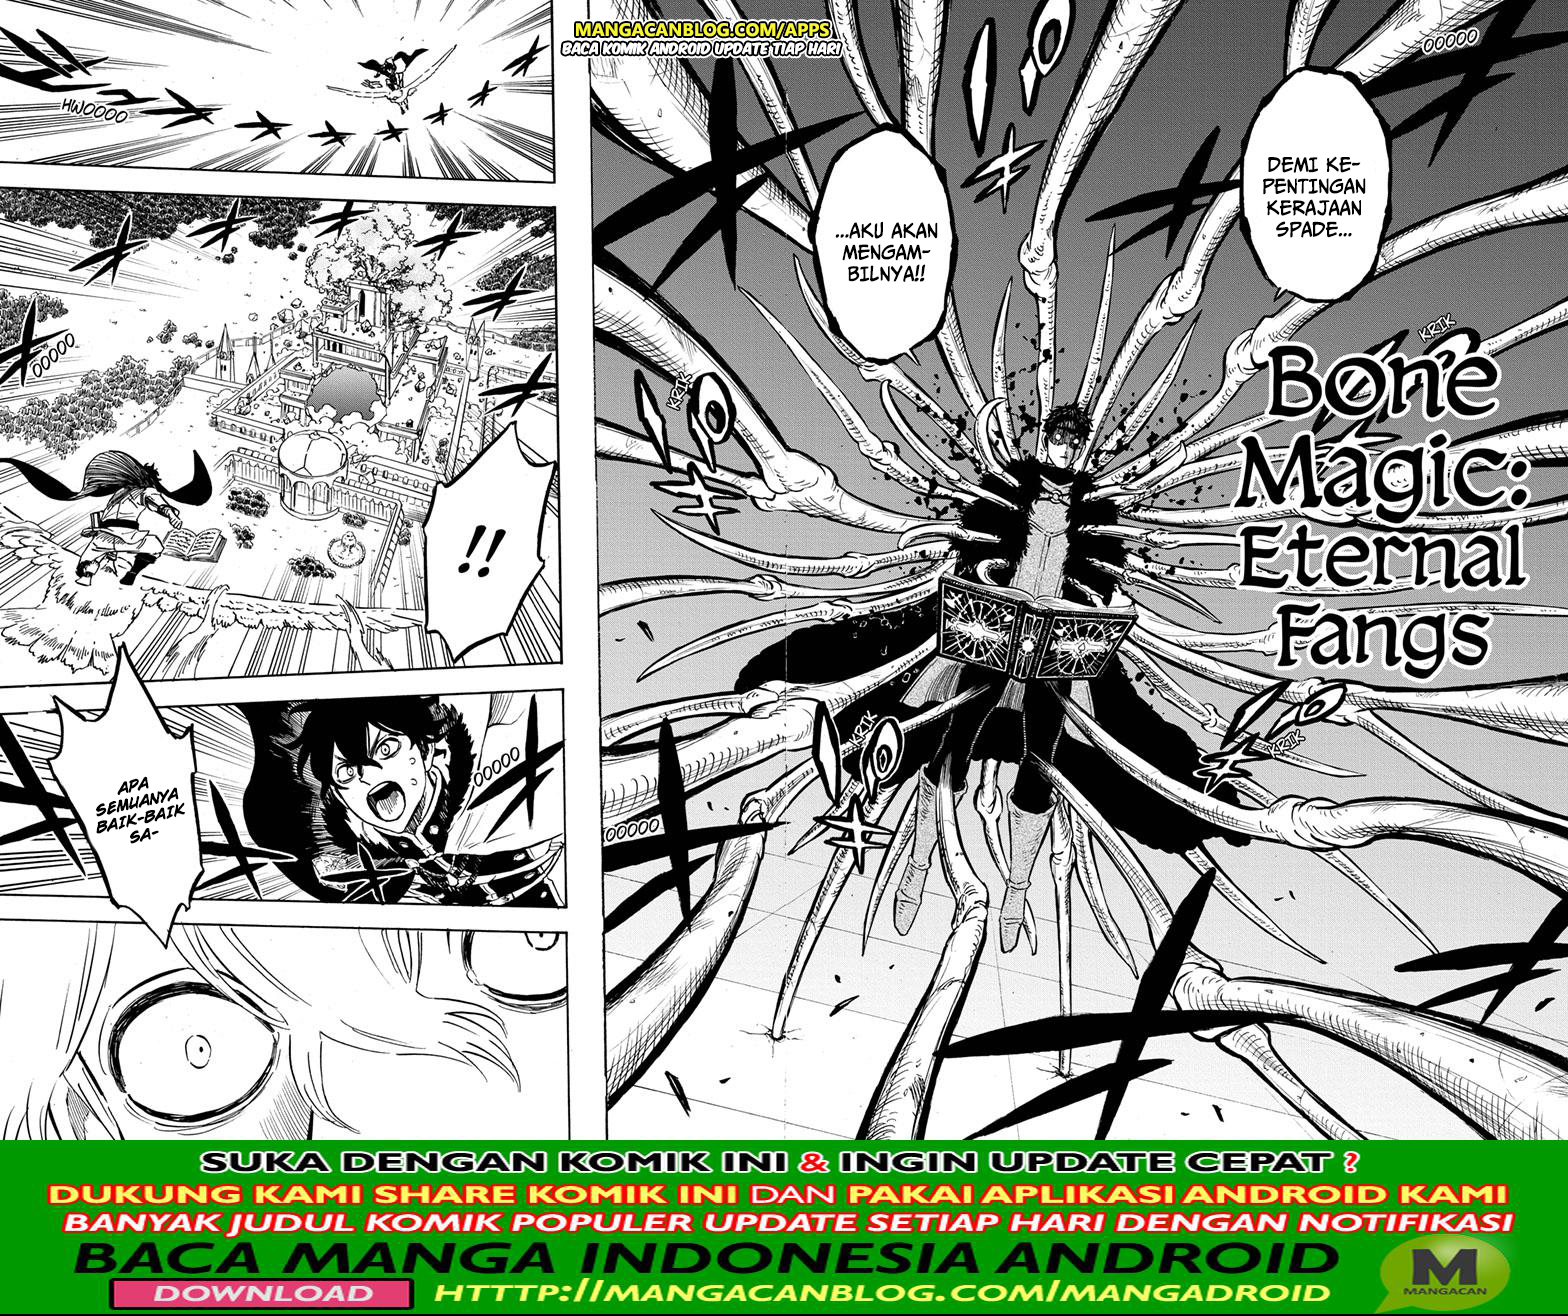 MANGACANBLOG.COM/APPS
BACA KOMIK ANDROID UPDATE TIAP HARI
OOOOO
DEMI KE-
PENTINGAN
KERAJAAN
SPADE...
...AKU AKAN
MENGAM-
BILNYA!!
KRIK
Bone
Magic:
Eternal
Fangs
KRIK
KRIK
KRIK
OOOOO
HWOOOO
OOOOO
!!
APA
SEMUANYA
BAIK-BAIK
SA-
OOOOO
SUKA DENGAN KOMIK INI & INGIN UPDATE CEPAT ?
DUKUNG KAMI SHARE KOMIK INI DAN PAKAI APLIKASI ANDROID KAMI
BANYAK JUDUL KOMIK POPULER UPDATE SETIAP HARI DENGAN NOTIFIKASI
BACA MANGA INDONESIA ANDROID
DOWNLOAD
HTTTP://MANGACANBLOG.COM/MANGADROID
M
MANGACAN